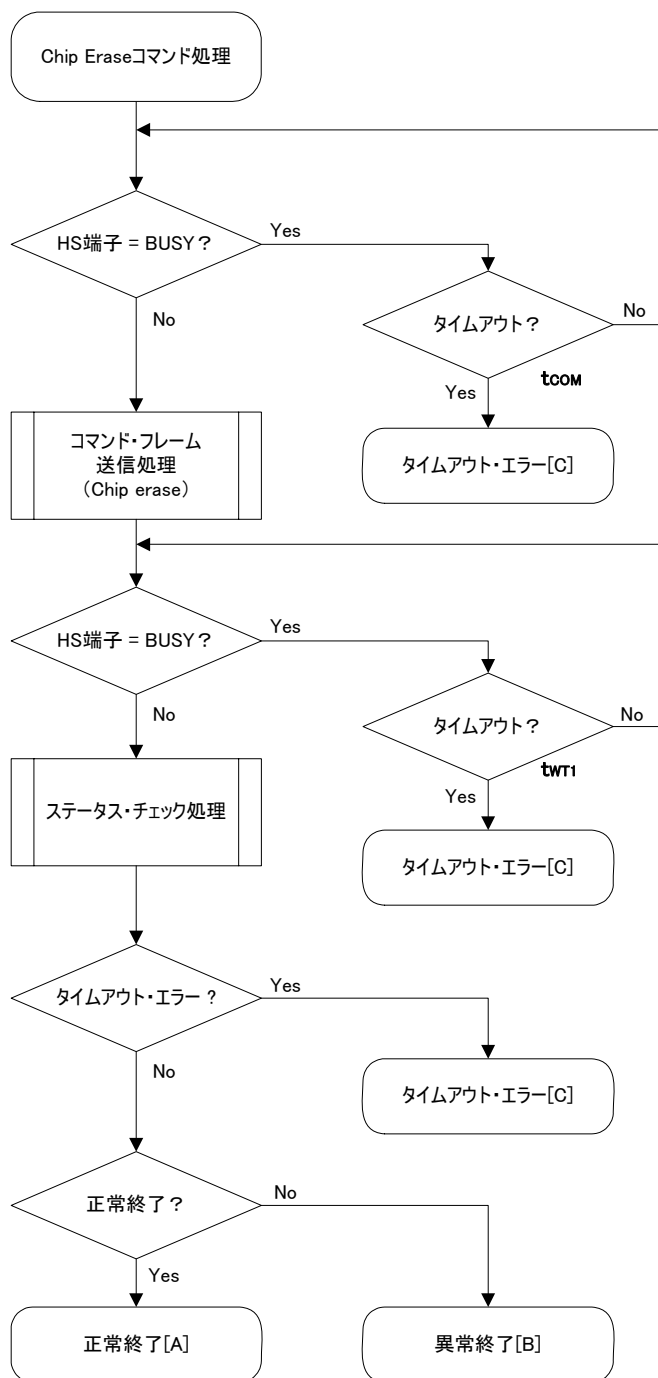 Chip Eraseコマンド処理
HS端子 = BUSY？
Yes
No
タイムアウト？
No
tCOM
Yes
タイムアウト・エラー[C]
コマンド・フレーム
送信処理
（Chip erase）
HS端子 = BUSY？
Yes
No
タイムアウト？
No
tWT1
Yes
タイムアウト・エラー[C]
ステータス・チェック処理
タイムアウト・エラー？
Yes
タイムアウト・エラー[C]
No
正常終了？
No
Yes
正常終了[A]
異常終了[B]